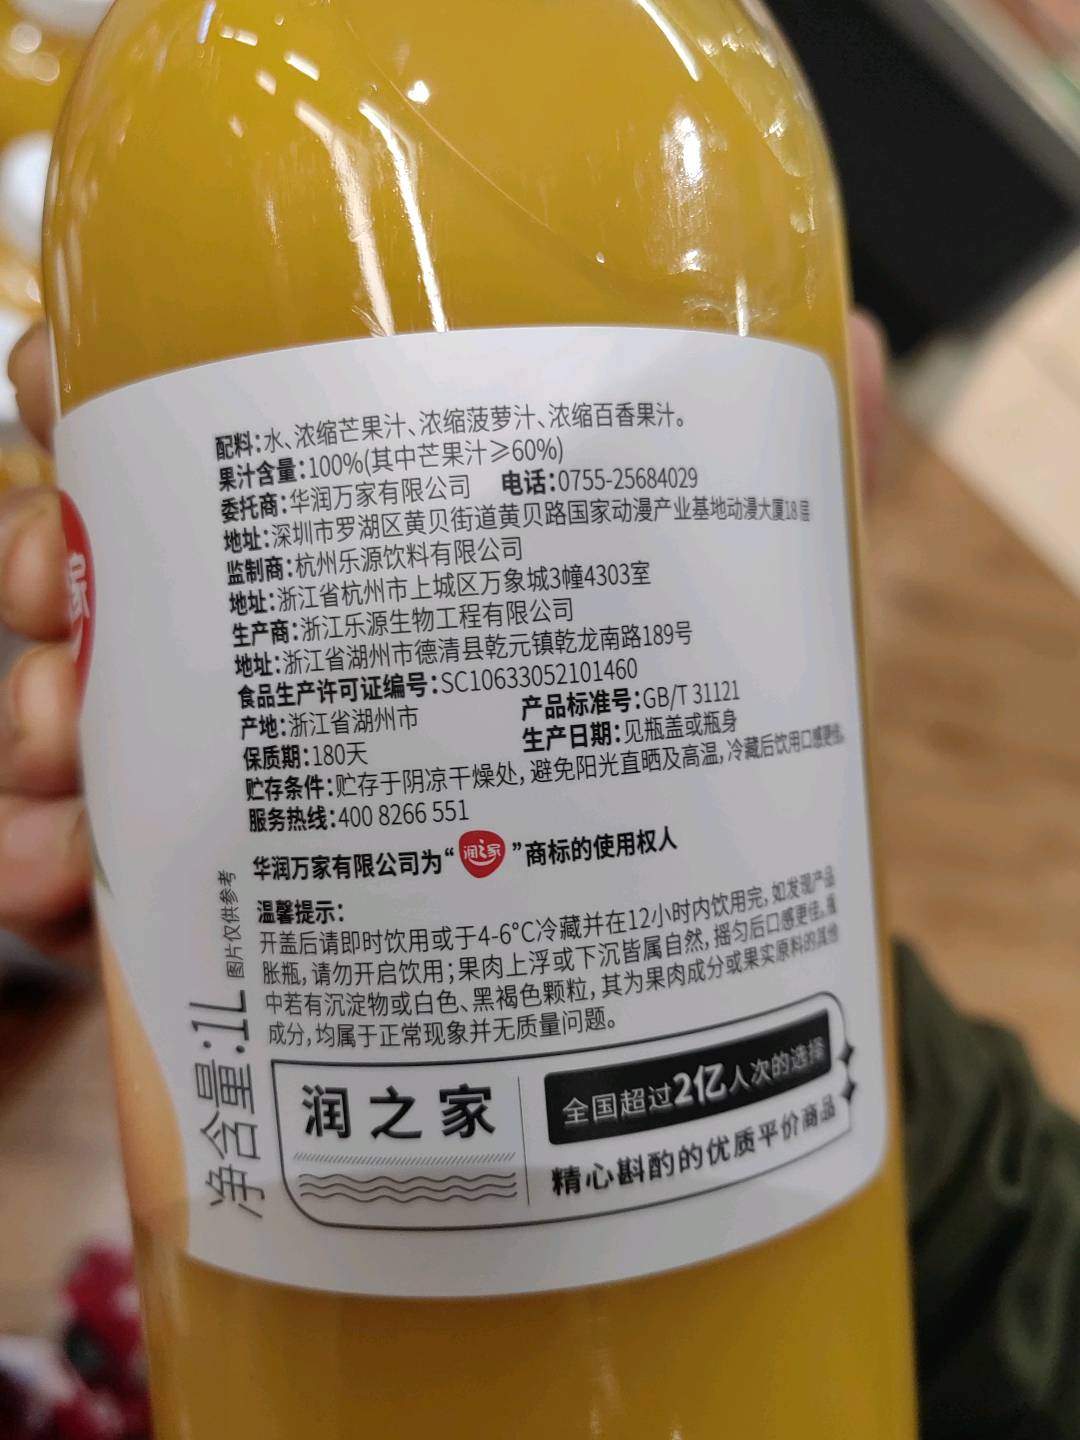 配料：水、浓缩芒果汁、浓缩菠萝汁、浓缩百香果汁。
果汁含量：100%(其中芒果汁≥60%)
委托商：华润万家有限公司 电话：0755-25684029
地址：深圳市罗湖区黄贝街道黄贝路国家动漫产业基地动漫大厦18层
监制商：杭州乐源饮料有限公司
地址：浙江省杭州市上城区万象城3幢4303室
生产商：浙江乐源生物工程有限公司
地址：浙江省湖州市德清县乾元镇乾龙南路189号
食品生产许可证编号：SC10633052101460
产地：浙江省湖州市 产品标准号：GB/T 31121
保质期：180天 生产日期：见瓶盖或瓶身
贮存条件：贮存于阴凉干燥处，避免阳光直晒及高温，冷藏后饮用口感更佳。
服务热线：400 8266 551
华润万家有限公司为“润之家”商标的使用权人
温馨提示：
开盖后请即时饮用或于4-6°C冷藏并在12小时内饮用完，如发现产品
胀瓶，请勿开启饮用；果肉上浮或下沉皆属自然，摇匀后口感更佳。
中若有沉淀物或白色、黑褐色颗粒，其为果肉成分或果实原料的其他
成分，均属于正常现象并无质量问题。
图片仅供参考
净含量：1L
润之家
全国超过2亿人次的选择
精心斟酌的优质平价商品
家